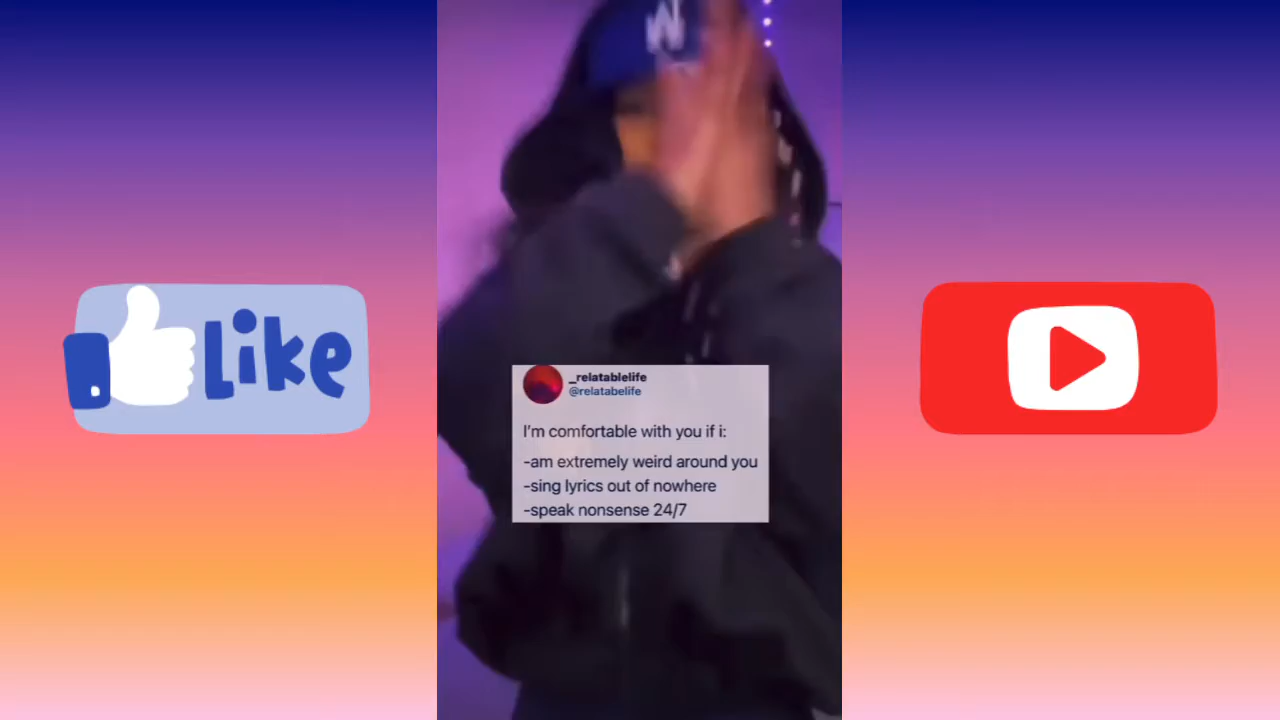 Like
_relatablelife
@relatabelife
I'm comfortable with you if i:
-am extremely weird around you
-sing lyrics out of nowhere
-speak nonsense 24/7